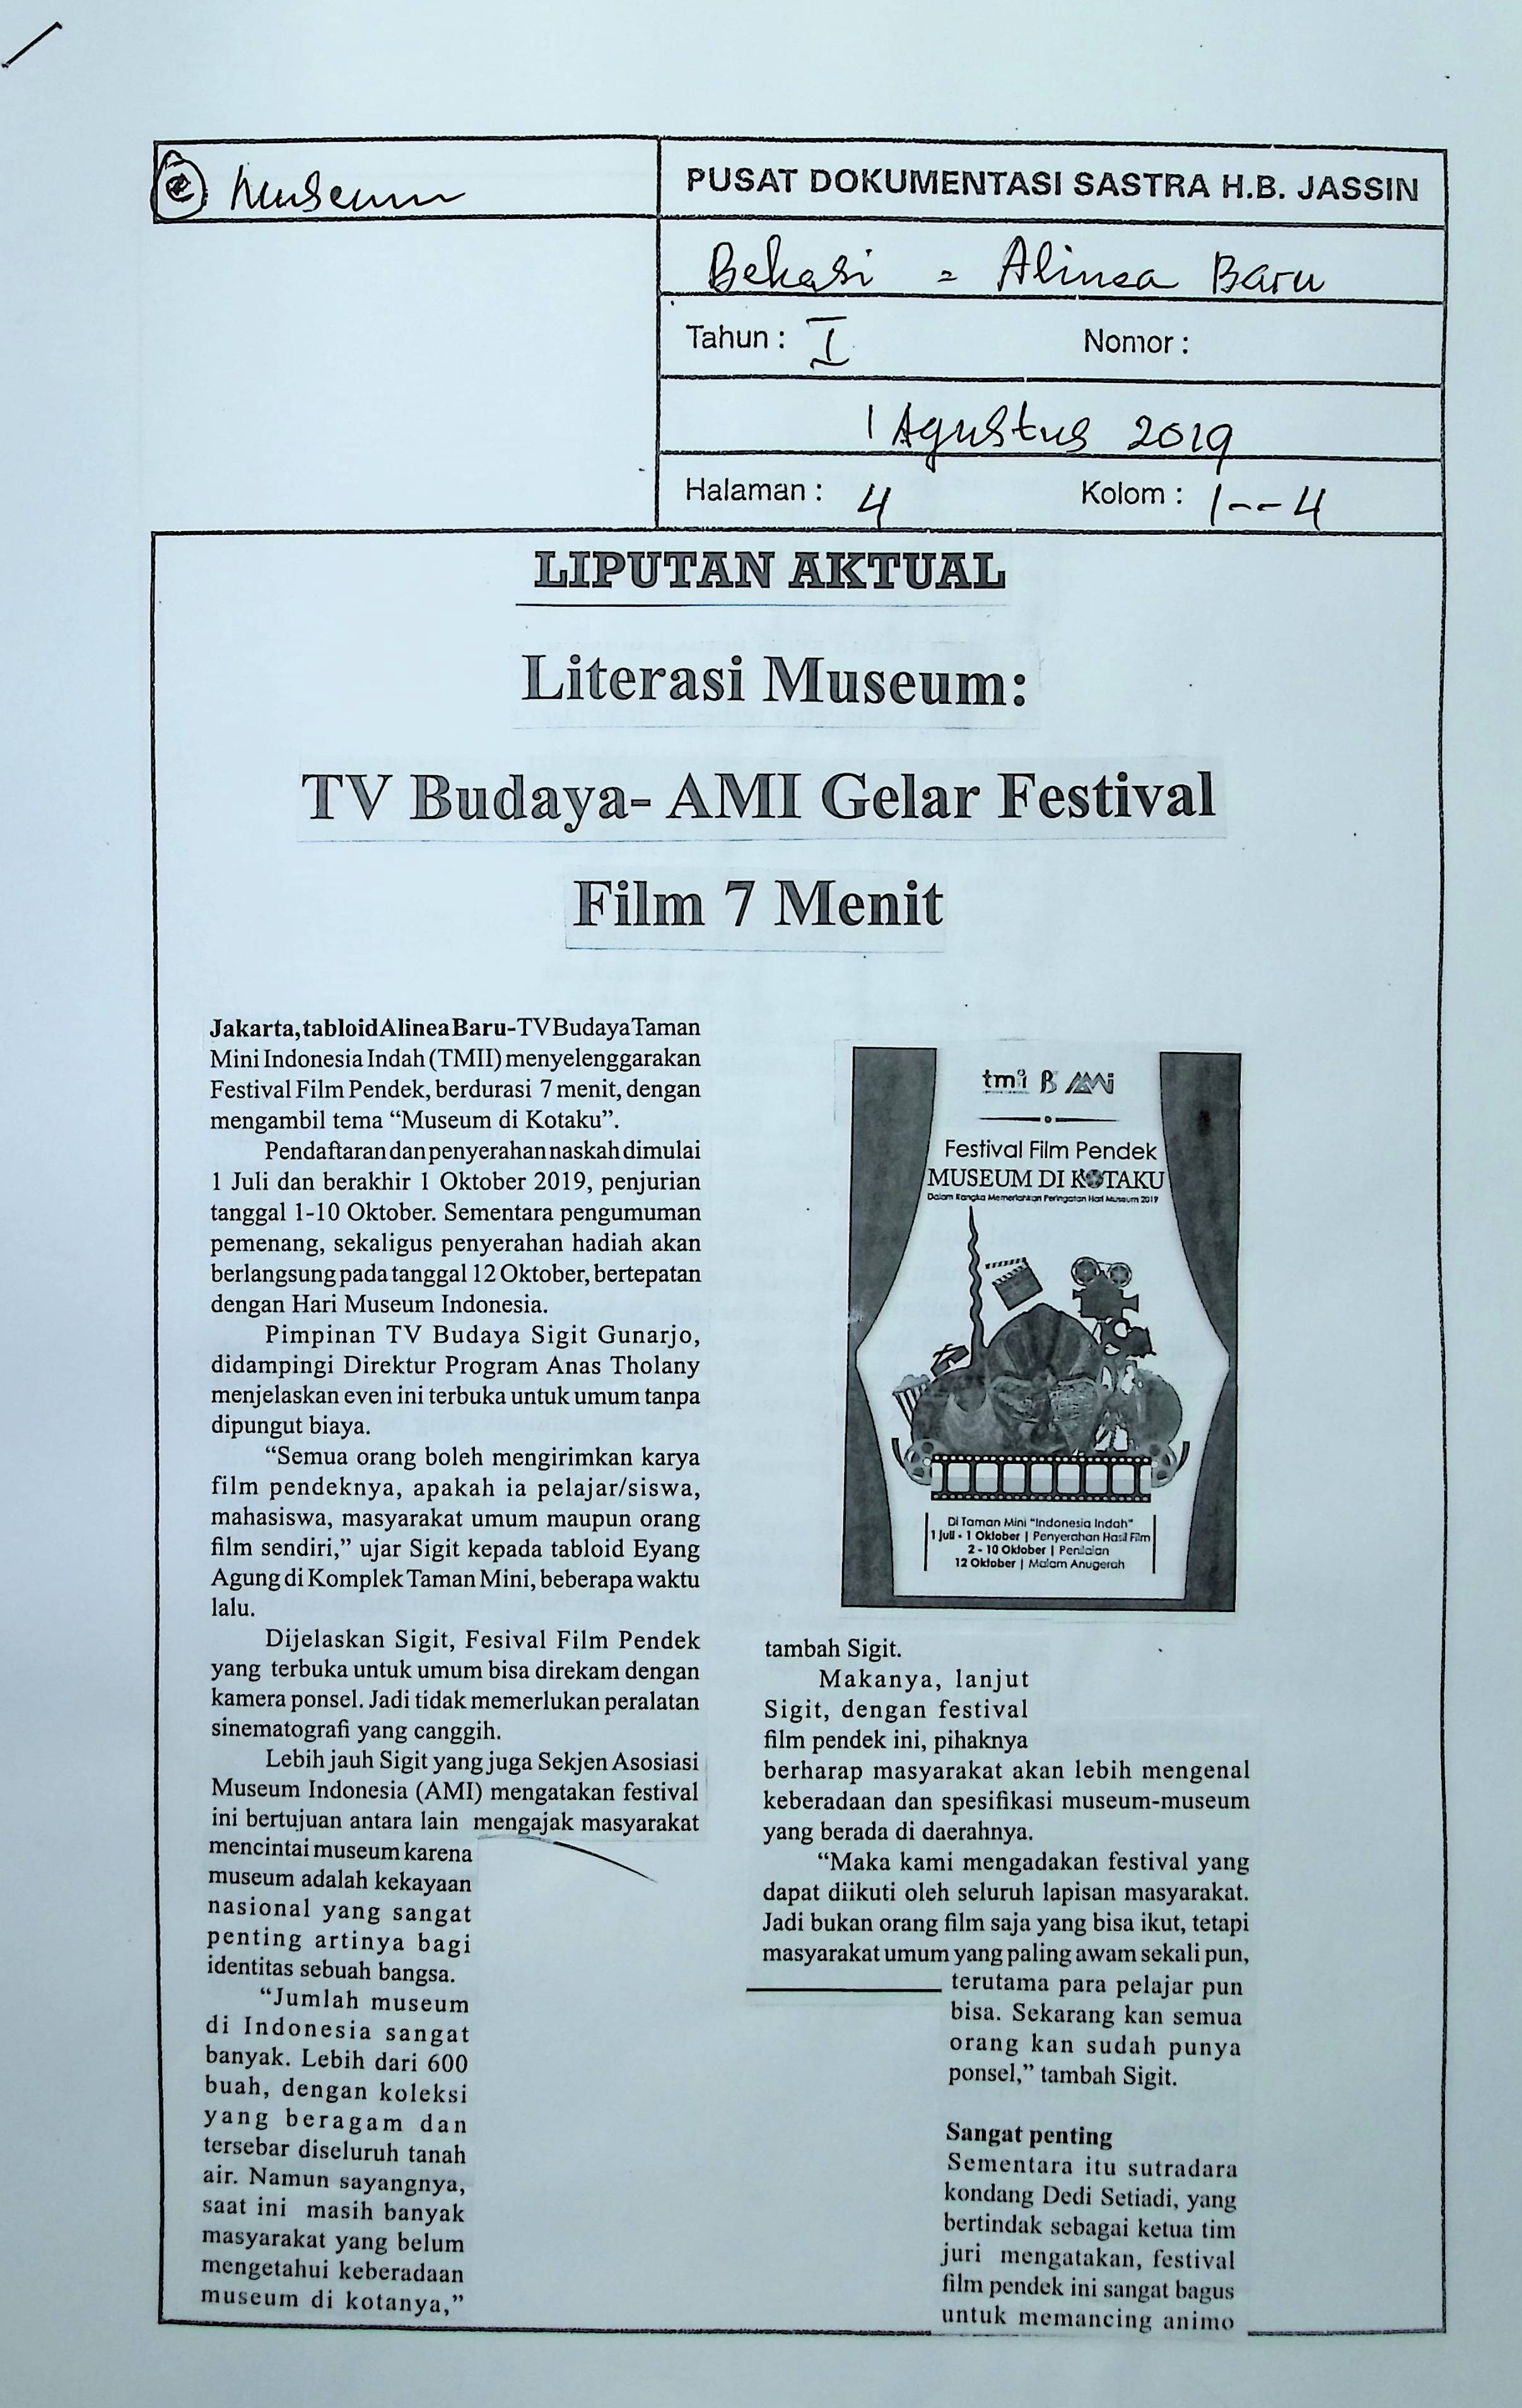 Museum
PUSAT DOKUMENTASI SASTRA H.B. JASSIN
Bekasi = Alinea Baru
Tahun : I Nomor :
1 Agustus 2019
Halaman : 4 Kolom : 1--4
LIPUTAN AKTUAL
Literasi Museum:
TV Budaya- AMI Gelar Festival
Film 7 Menit
Jakarta, tabloid Alinea Baru- TV Budaya Taman
Mini Indonesia Indah (TMII) menyelenggarakan
Festival Film Pendek, berdurasi 7 menit, dengan
mengambil tema “Museum di Kotaku”.
Pendaftaran dan penyerahan naskah dimulai
1 Juli dan berakhir 1 Oktober 2019, penjurian
tanggal 1-10 Oktober. Sementara pengumuman
pemenang, sekaligus penyerahan hadiah akan
berlangsung pada tanggal 12 Oktober, bertepatan
dengan Hari Museum Indonesia.
Pimpinan TV Budaya Sigit Gunarjo,
didampingi Direktur Program Anas Tholany
menjelaskan even ini terbuka untuk umum tanpa
dipungut biaya.
“Semua orang boleh mengirimkan karya
film pendeknya, apakah ia pelajar/siswa,
mahasiswa, masyarakat umum maupun orang
film sendiri,” ujar Sigit kepada tabloid Eyang
Agung di Komplek Taman Mini, beberapa waktu
lalu.
Dijelaskan Sigit, Fesival Film Pendek
yang terbuka untuk umum bisa direkam dengan
kamera ponsel. Jadi tidak memerlukan peralatan
sinematografi yang canggih.
Lebih jauh Sigit yang juga Sekjen Asosiasi
Museum Indonesia (AMI) mengatakan festival
ini bertujuan antara lain mengajak masyarakat
mencintai museum karena
museum adalah kekayaan
nasional yang sangat
penting artinya bagi
identitas sebuah bangsa.
“Jumlah museum
di Indonesia sangat
banyak. Lebih dari 600
buah, dengan koleksi
yang beragam dan
tersebar diseluruh tanah
air. Namun sayangnya,
saat ini masih banyak
masyarakat yang belum
mengetahui keberadaan
museum di kotanya,”
tmii B AMi
Festival Film Pendek
MUSEUM DI KOTAKU
Dalam Rangka Memeriahkan Peringatan Hari Museum 2019
Di Taman Mini “Indonesia Indah”
1 Juli - 1 Oktober | Penyerahan Hasil Film
2 - 10 Oktober | Penilaian
12 Oktober | Malam Anugerah
tambah Sigit.
Makanya, lanjut
Sigit, dengan festival
film pendek ini, pihaknya
berharap masyarakat akan lebih mengenal
keberadaan dan spesifikasi museum-museum
yang berada di daerahnya.
“Maka kami mengadakan festival yang
dapat diikuti oleh seluruh lapisan masyarakat.
Jadi bukan orang film saja yang bisa ikut, tetapi
masyarakat umum yang paling awam sekali pun,
terutama para pelajar pun
bisa. Sekarang kan semua
orang kan sudah punya
ponsel,” tambah Sigit.
Sangat penting
Sementara itu sutradara
kondang Dedi Setiadi, yang
bertindak sebagai ketua tim
juri mengatakan, festival
film pendek ini sangat bagus
untuk memancing animo